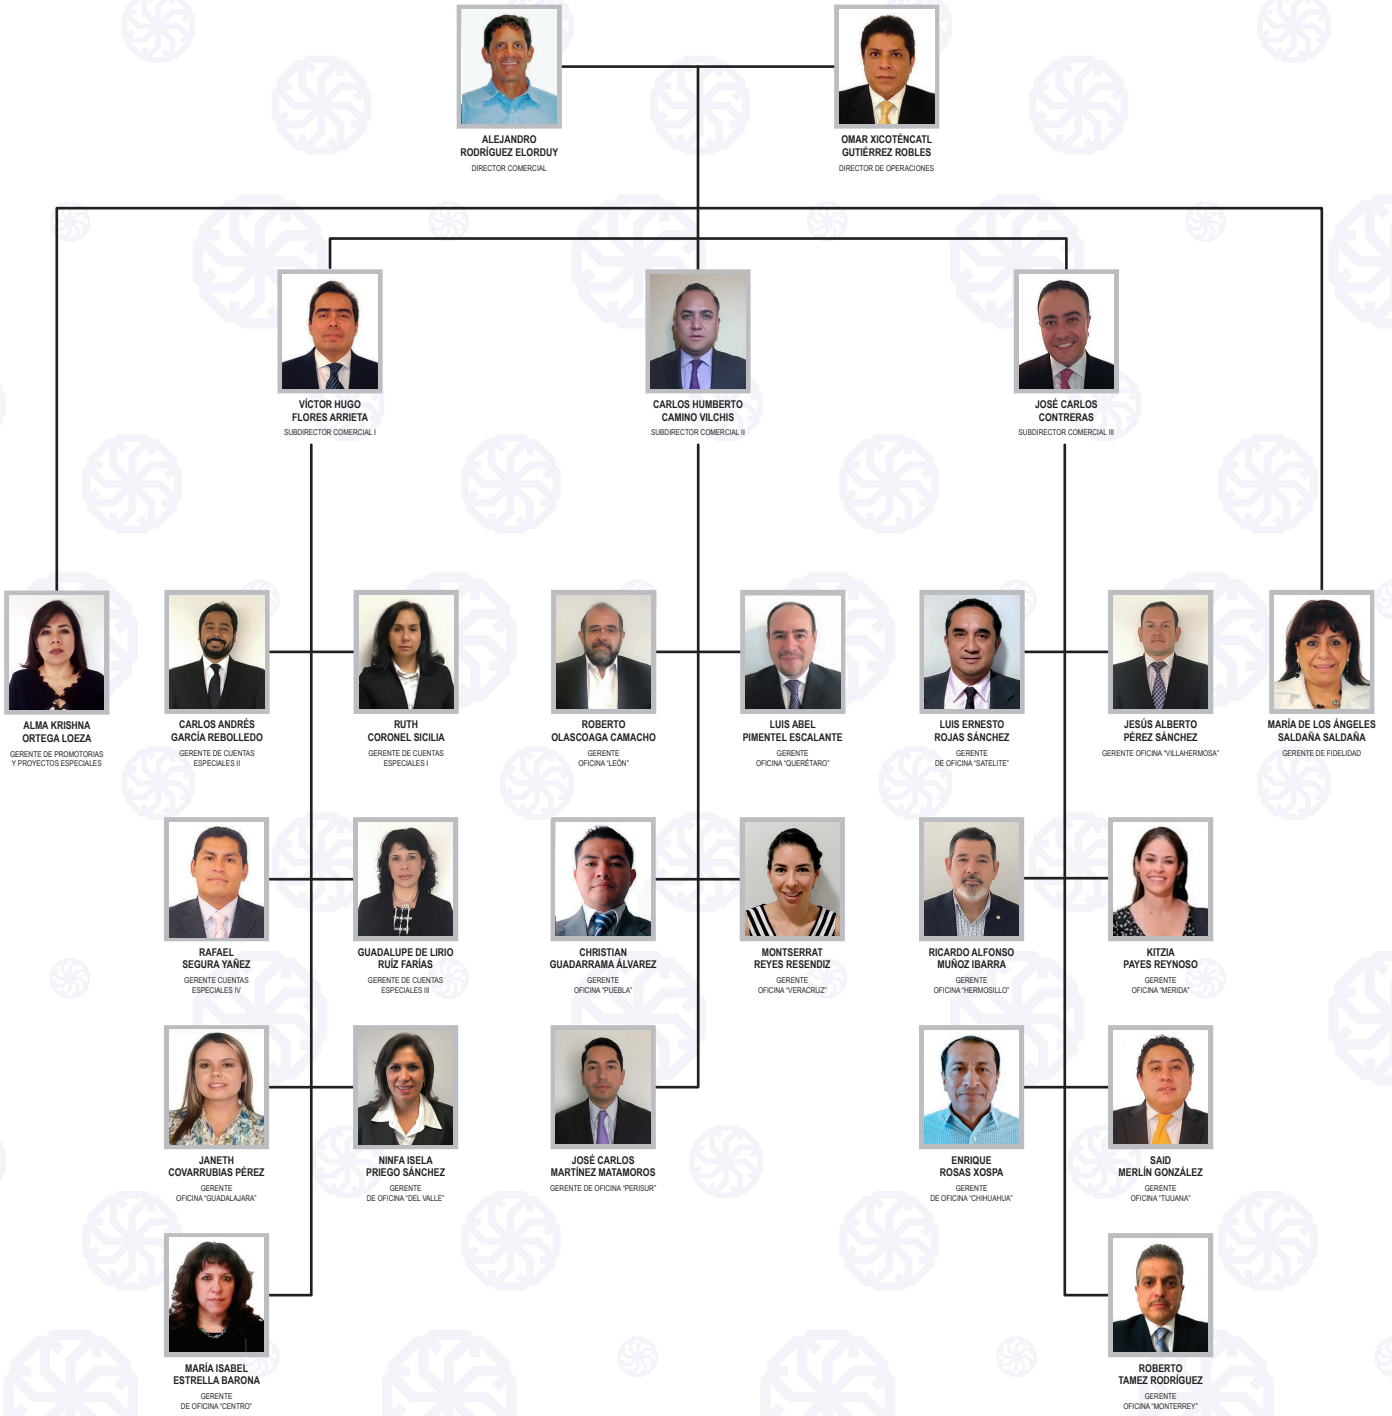 ALEJANDRO
RODRÍGUEZ ELORDUY
DIRECTOR COMERCIAL
OMAR XICOTÉNCATL
GUTIÉRREZ ROBLES
DIRECTOR DE OPERACIONES
VÍCTOR HUGO
FLORES ARRIETA
SUBDIRECTOR COMERCIAL I
CARLOS HUMBERTO
CAMINO VILCHIS
SUBDIRECTOR COMERCIAL II
JOSÉ CARLOS
CONTRERAS
SUBDIRECTOR COMERCIAL III
ALMA KRISHNA
ORTEGA LOEZA
GERENTE DE PROMOTORIAS
Y PROYECTOS ESPECIALES
CARLOS ANDRÉS
GARCÍA REBOLLEDO
GERENTE DE CUENTAS
ESPECIALES II
RUTH
CORONEL SICILIA
GERENTE DE CUENTAS
ESPECIALES I
ROBERTO
OLASCOAGA CAMACHO
GERENTE
OFICINA "LEÓN"
LUIS ABEL
PIMENTEL ESCALANTE
GERENTE
OFICINA "QUERÉTARO"
LUIS ERNESTO
ROJAS SÁNCHEZ
GERENTE
DE OFICINA "SATELITE"
JESÚS ALBERTO
PÉREZ SÁNCHEZ
GERENTE OFICINA "VILLAHERMOSA"
MARÍA DE LOS ÁNGELES
SALDAÑA SALDAÑA
GERENTE DE FIDELIDAD
RAFAEL
SEGURA YAÑEZ
GERENTE CUENTAS
ESPECIALES IV
GUADALUPE DE LIRIO
RUÍZ FARÍAS
GERENTE DE CUENTAS
ESPECIALES III
CHRISTIAN
GUADARRAMA ÁLVAREZ
GERENTE
OFICINA "PUEBLA"
MONTSERRAT
REYES RESENDIZ
GERENTE
OFICINA "VERACRUZ"
RICARDO ALFONSO
MUÑOZ IBARRA
GERENTE
OFICINA "HERMOSILLO"
KITZIA
PAYES REYNOSO
GERENTE
OFICINA "MERIDA"
JANETH
COVARRUBIAS PÉREZ
GERENTE
OFICINA "GUADALAJARA"
NINFA ISELA
PRIEGO SÁNCHEZ
GERENTE
DE OFICINA "DEL VALLE"
JOSÉ CARLOS
MARTÍNEZ MATAMOROS
GERENTE DE OFICINA "PERISUR"
ENRIQUE
ROSAS XOSPA
GERENTE
DE OFICINA "CHIHUAHUA"
SAID
MERLÍN GONZÁLEZ
GERENTE
OFICINA "TIJUANA"
MARÍA ISABEL
ESTRELLA BARONA
GERENTE
DE OFICINA "CENTRO"
ROBERTO
TAMEZ RODRÍGUEZ
GERENTE
OFICINA "MONTERREY"